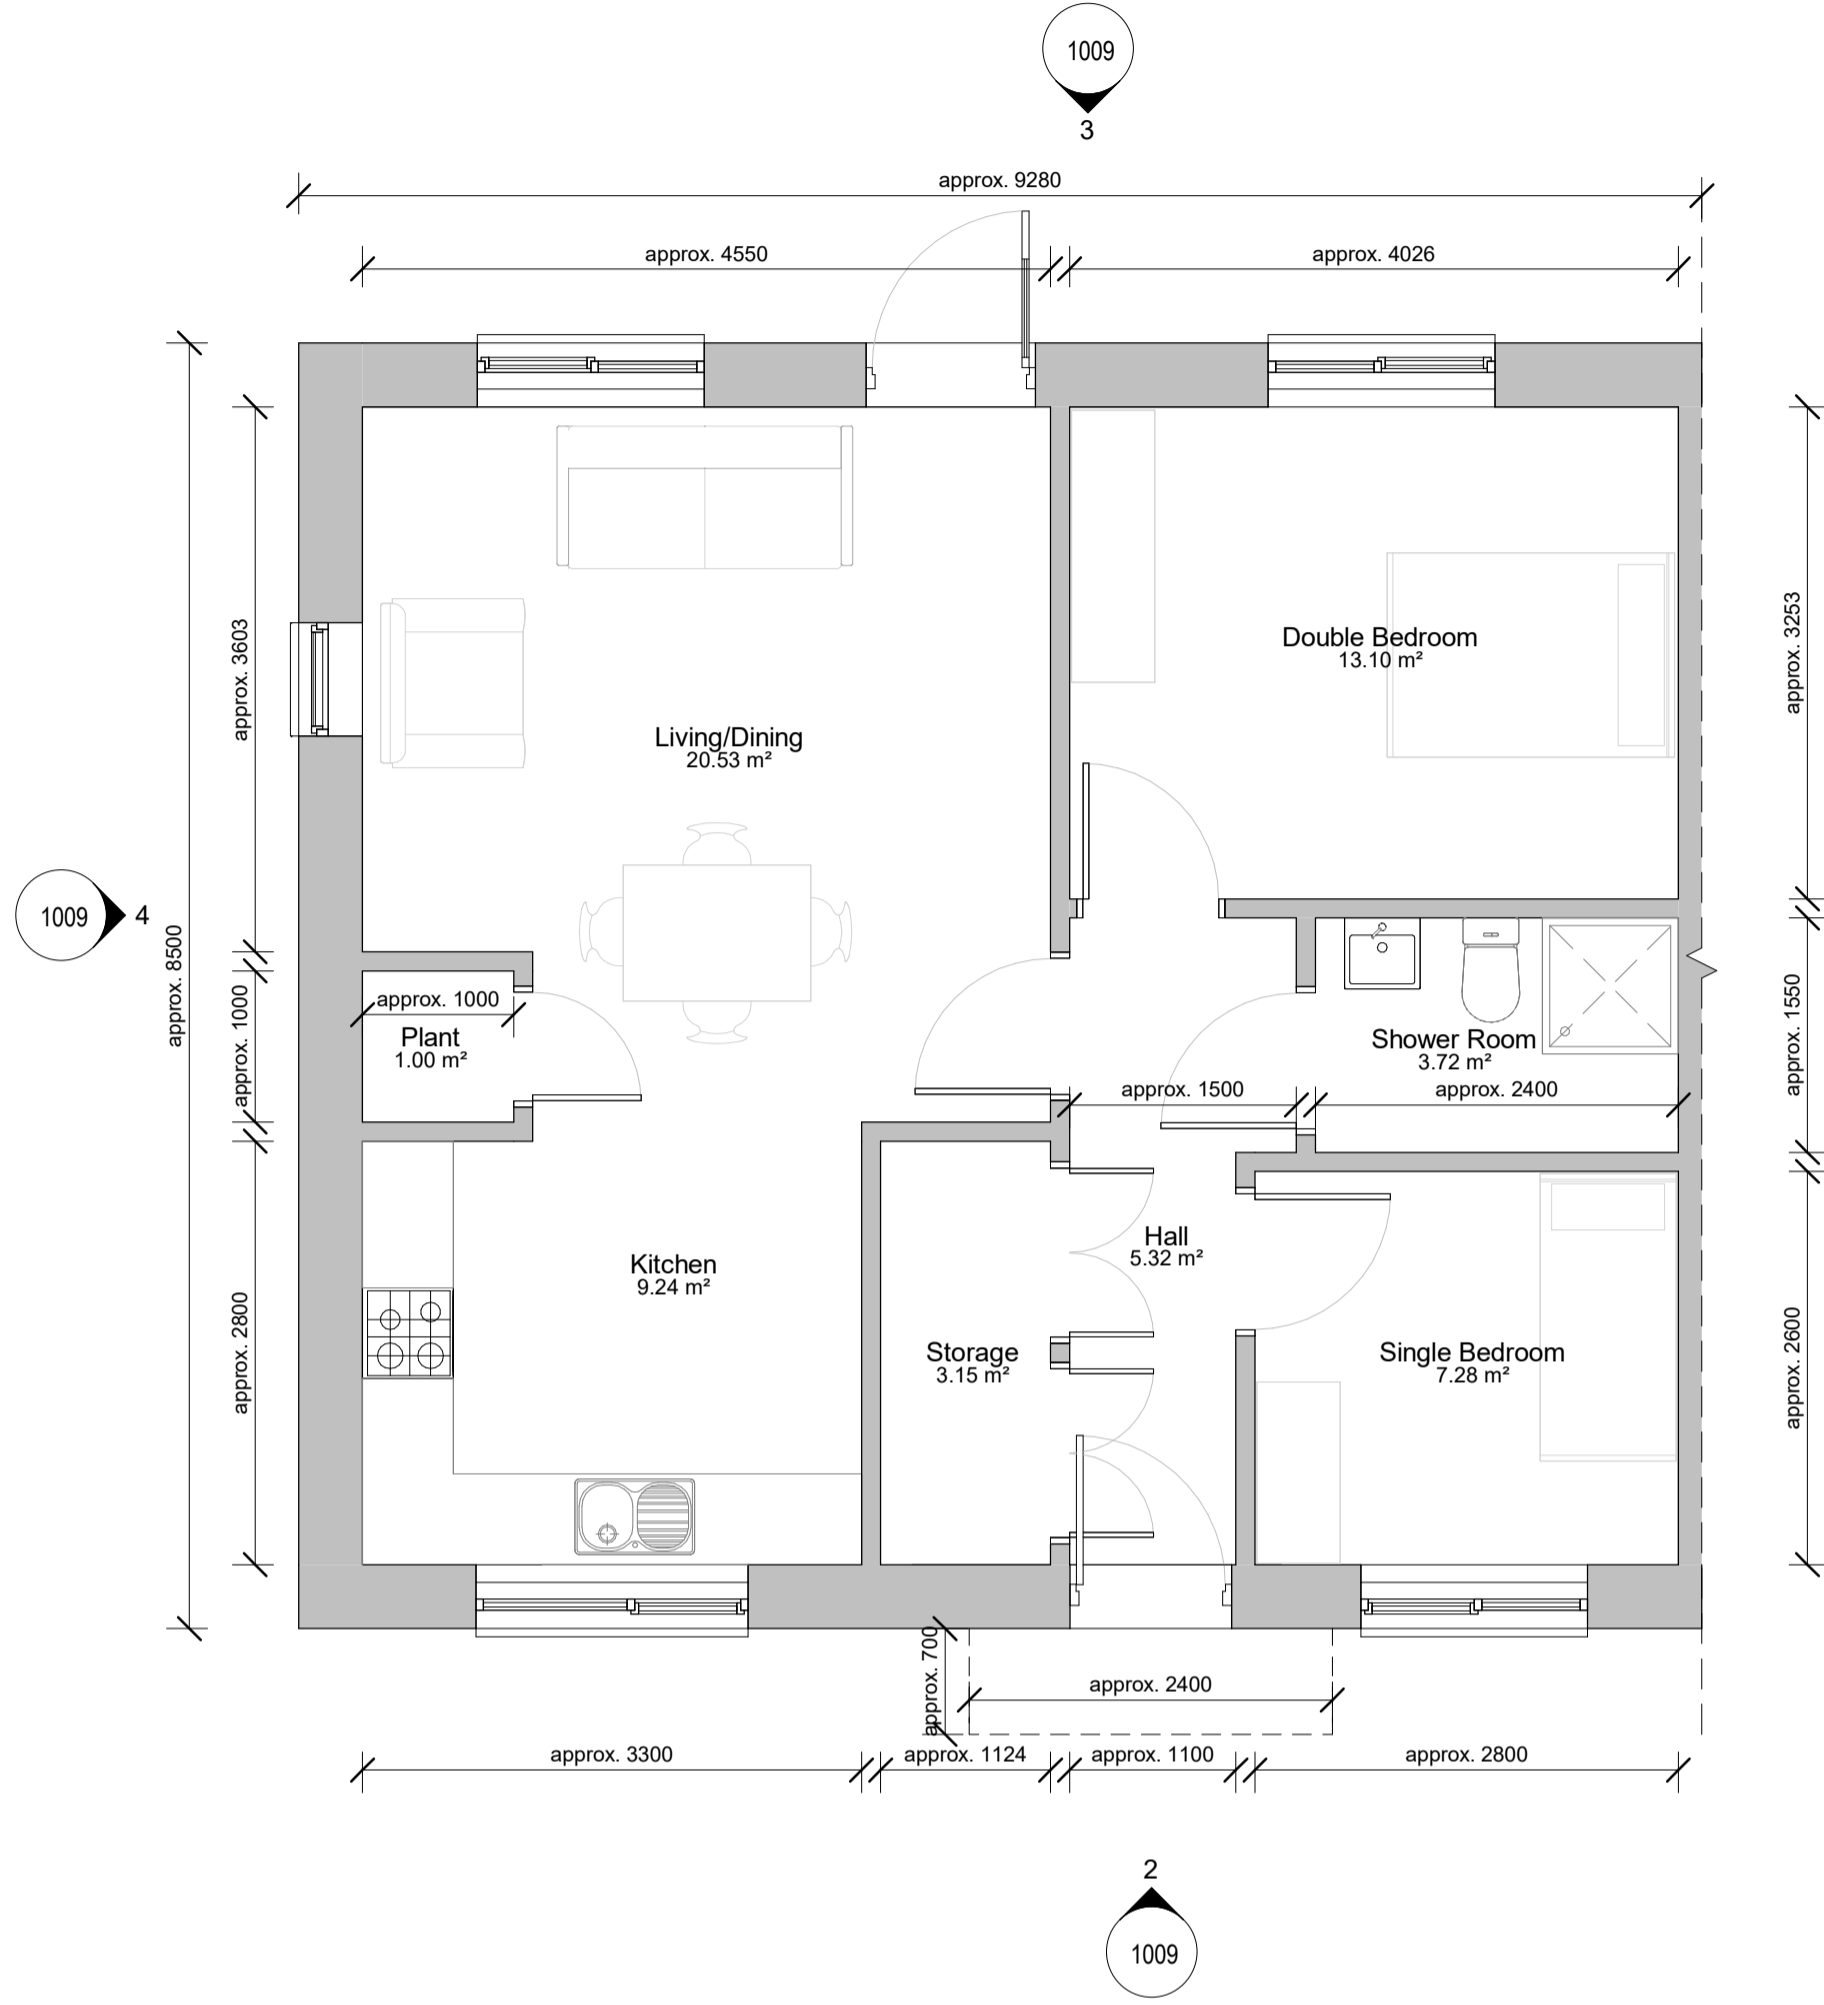 1009
3
approx. 9280
approx. 4550
approx. 4026
approx. 8500
approx. 3603
approx. 3253
Double Bedroom
13.10 m²
Living/Dining
20.53 m²
1009
4
approx. 1000
approx. 1000
Plant
1.00 m²
approx. 1550
Shower Room
3.72 m²
approx. 1500
approx. 2400
Hall
5.32 m²
Kitchen
9.24 m²
approx. 2800
Storage
3.15 m²
Single Bedroom
7.28 m²
approx. 2600
approx. 700
approx. 2400
approx. 3300
approx. 1124
approx. 1100
approx. 2800
2
1009